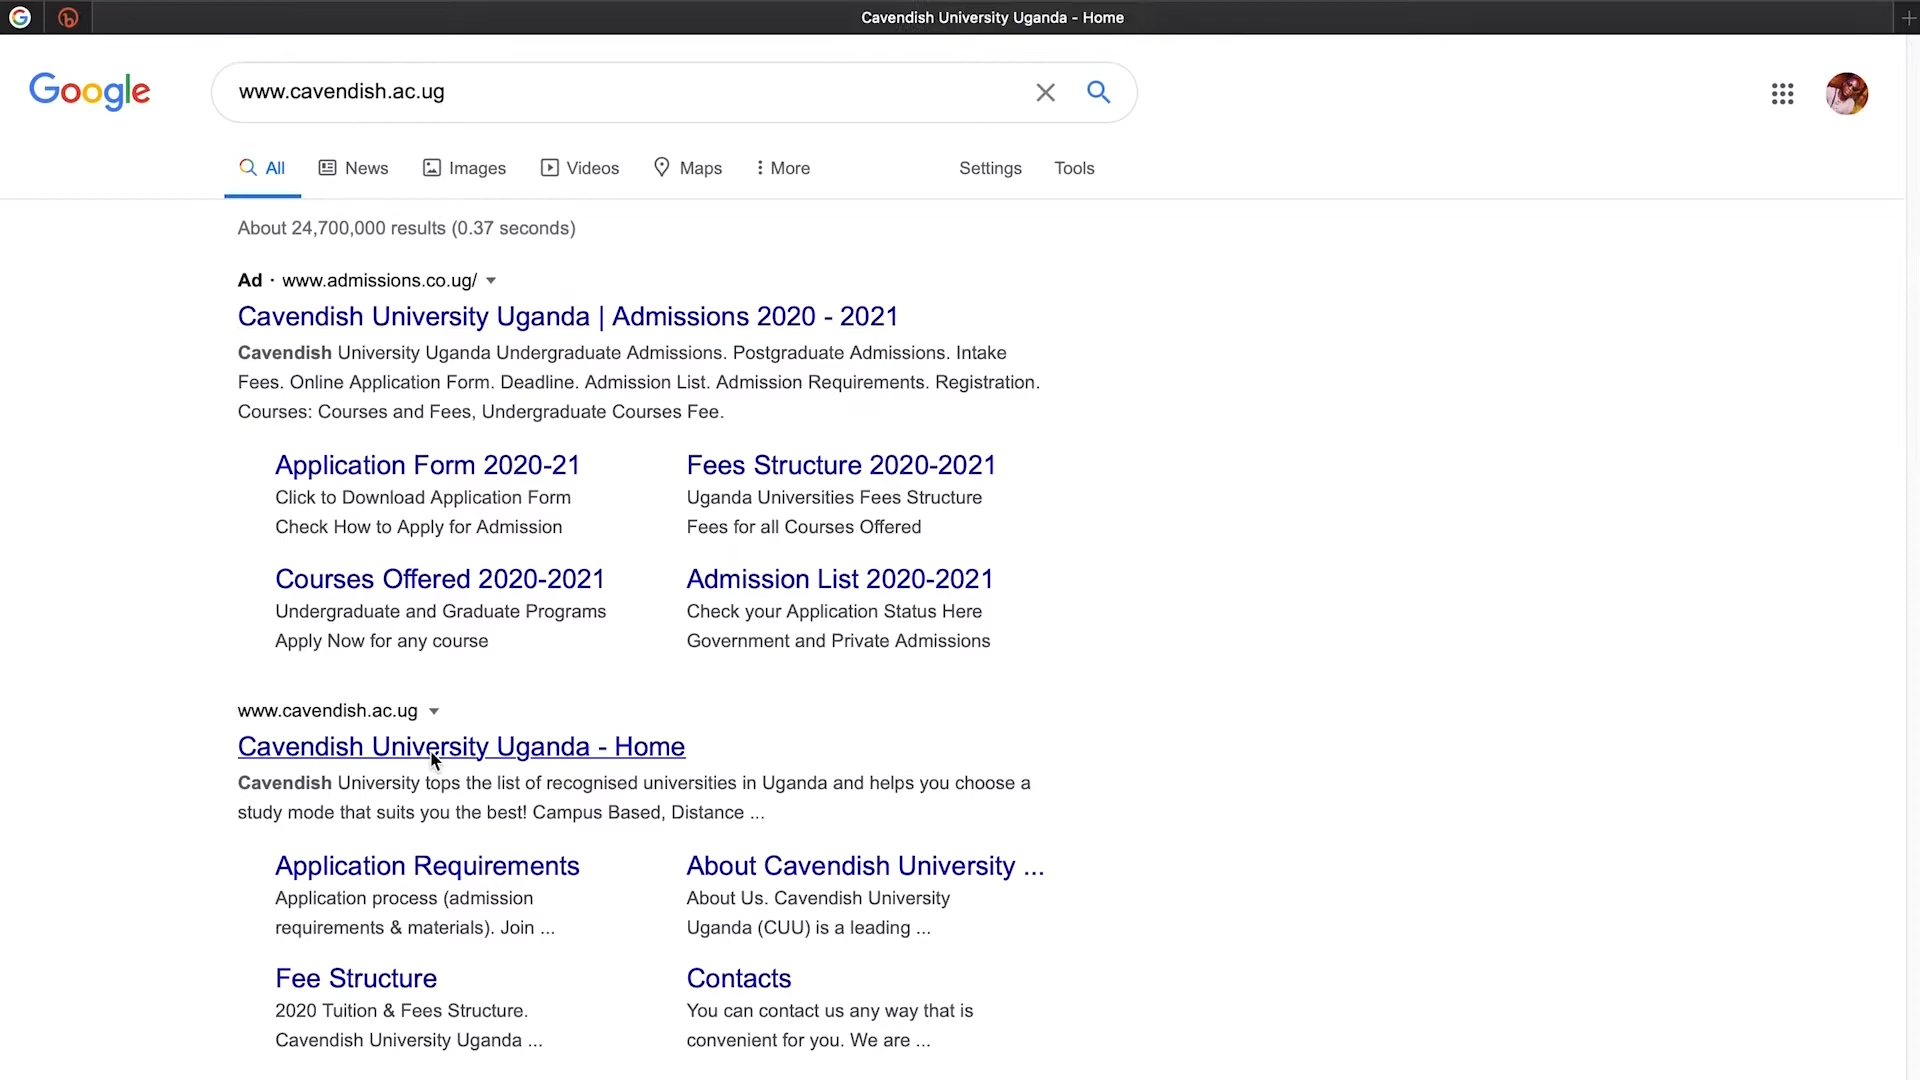 Cavendish University Uganda - Home
Google
www.cavendish.ac.ug
All News Images Videos Maps More Settings Tools
About 24,700,000 results (0.37 seconds)
Ad · www.admissions.co.ug/
Cavendish University Uganda | Admissions 2020 - 2021
Cavendish University Uganda Undergraduate Admissions. Postgraduate Admissions. Intake
Fees. Online Application Form. Deadline. Admission List. Admission Requirements. Registration.
Courses: Courses and Fees, Undergraduate Courses Fee.
Application Form 2020-21
Click to Download Application Form
Check How to Apply for Admission
Fees Structure 2020-2021
Uganda Universities Fees Structure
Fees for all Courses Offered
Courses Offered 2020-2021
Undergraduate and Graduate Programs
Apply Now for any course
Admission List 2020-2021
Check your Application Status Here
Government and Private Admissions
www.cavendish.ac.ug
Cavendish University Uganda - Home
Cavendish University tops the list of recognised universities in Uganda and helps you choose a
study mode that suits you the best! Campus Based, Distance ...
Application Requirements
Application process (admission
requirements & materials). Join ...
About Cavendish University ...
About Us. Cavendish University
Uganda (CUU) is a leading ...
Fee Structure
2020 Tuition & Fees Structure.
Cavendish University Uganda ...
Contacts
You can contact us any way that is
convenient for you. We are ...